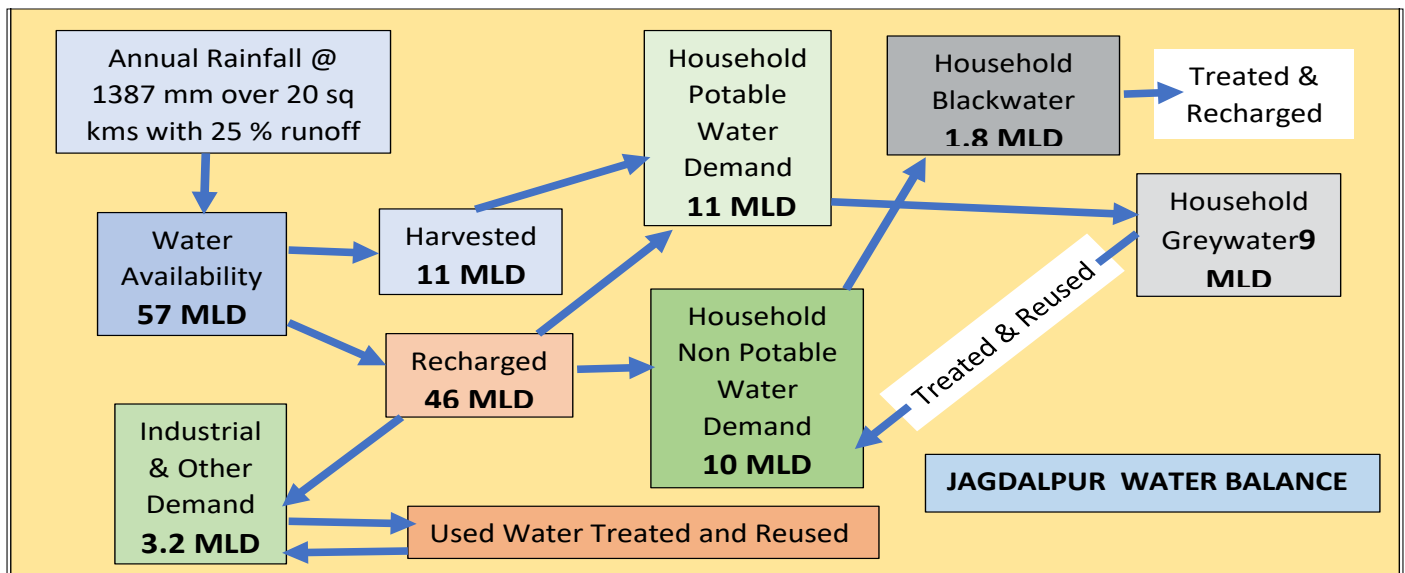 Annual Rainfall @
1387 mm over 20 sq
kms with 25 % runoff
Water
Availability
57 MLD
Harvested
11 MLD
Recharged
46 MLD
Industrial
& Other
Demand
3.2 MLD
Used Water Treated and Reused
Household
Potable
Water
Demand
11 MLD
Household
Non Potable
Water
Demand
10 MLD
Household
Blackwater
1.8 MLD
Treated &
Recharged
Household
Greywater9
MLD
Treated & Reused
JAGDALPUR WATER BALANCE